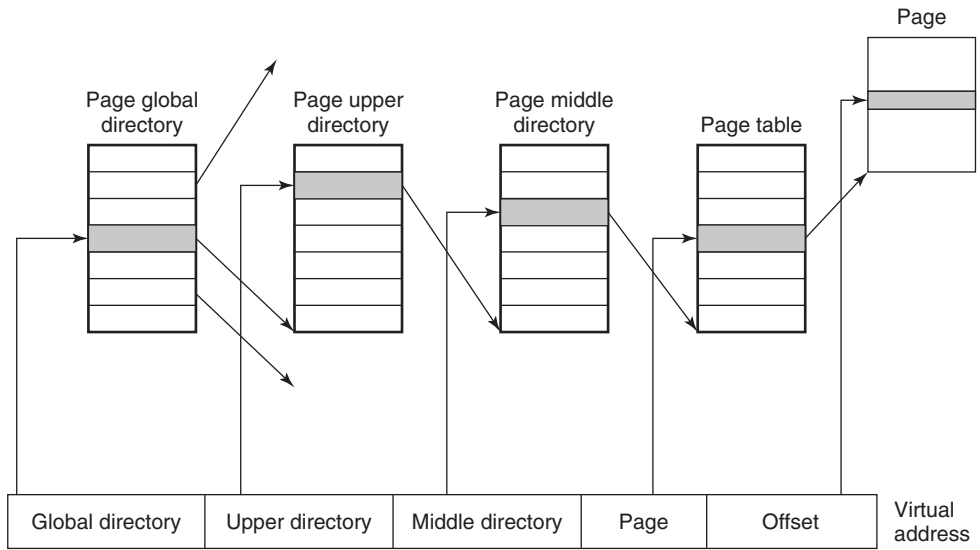 Page
Page global
directory
Page upper
directory
Page middle
directory
Page table
Global directory
Upper directory
Middle directory
Page
Offset
Virtual
address